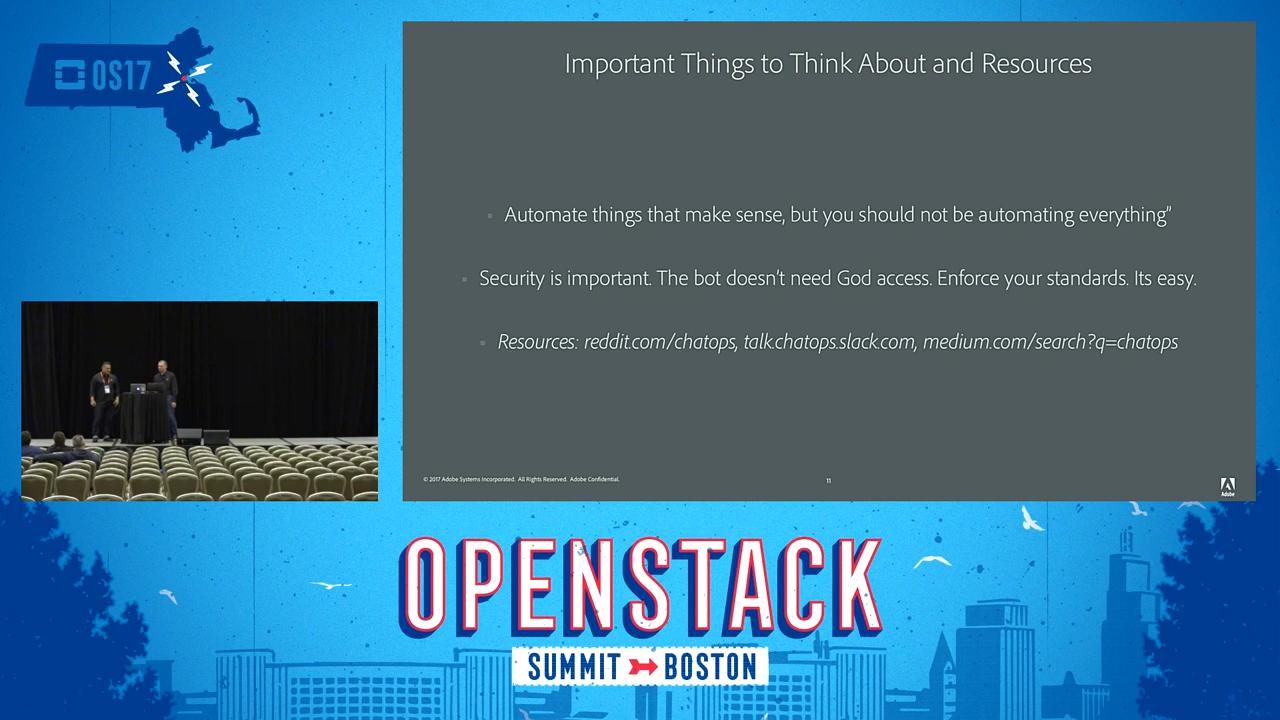 OS17
Important Things to Think About and Resources
Automate things that make sense, but you should not be automating everything”
Security is important. The bot doesn’t need God access. Enforce your standards. Its easy.
Resources: reddit.com/chatops, talk.chatops.slack.com, medium.com/search?q=chatops
© 2017 Adobe Systems Incorporated. All Rights Reserved. Adobe Confidential.
11
Adobe
OPENSTACK
SUMMIT BOSTON